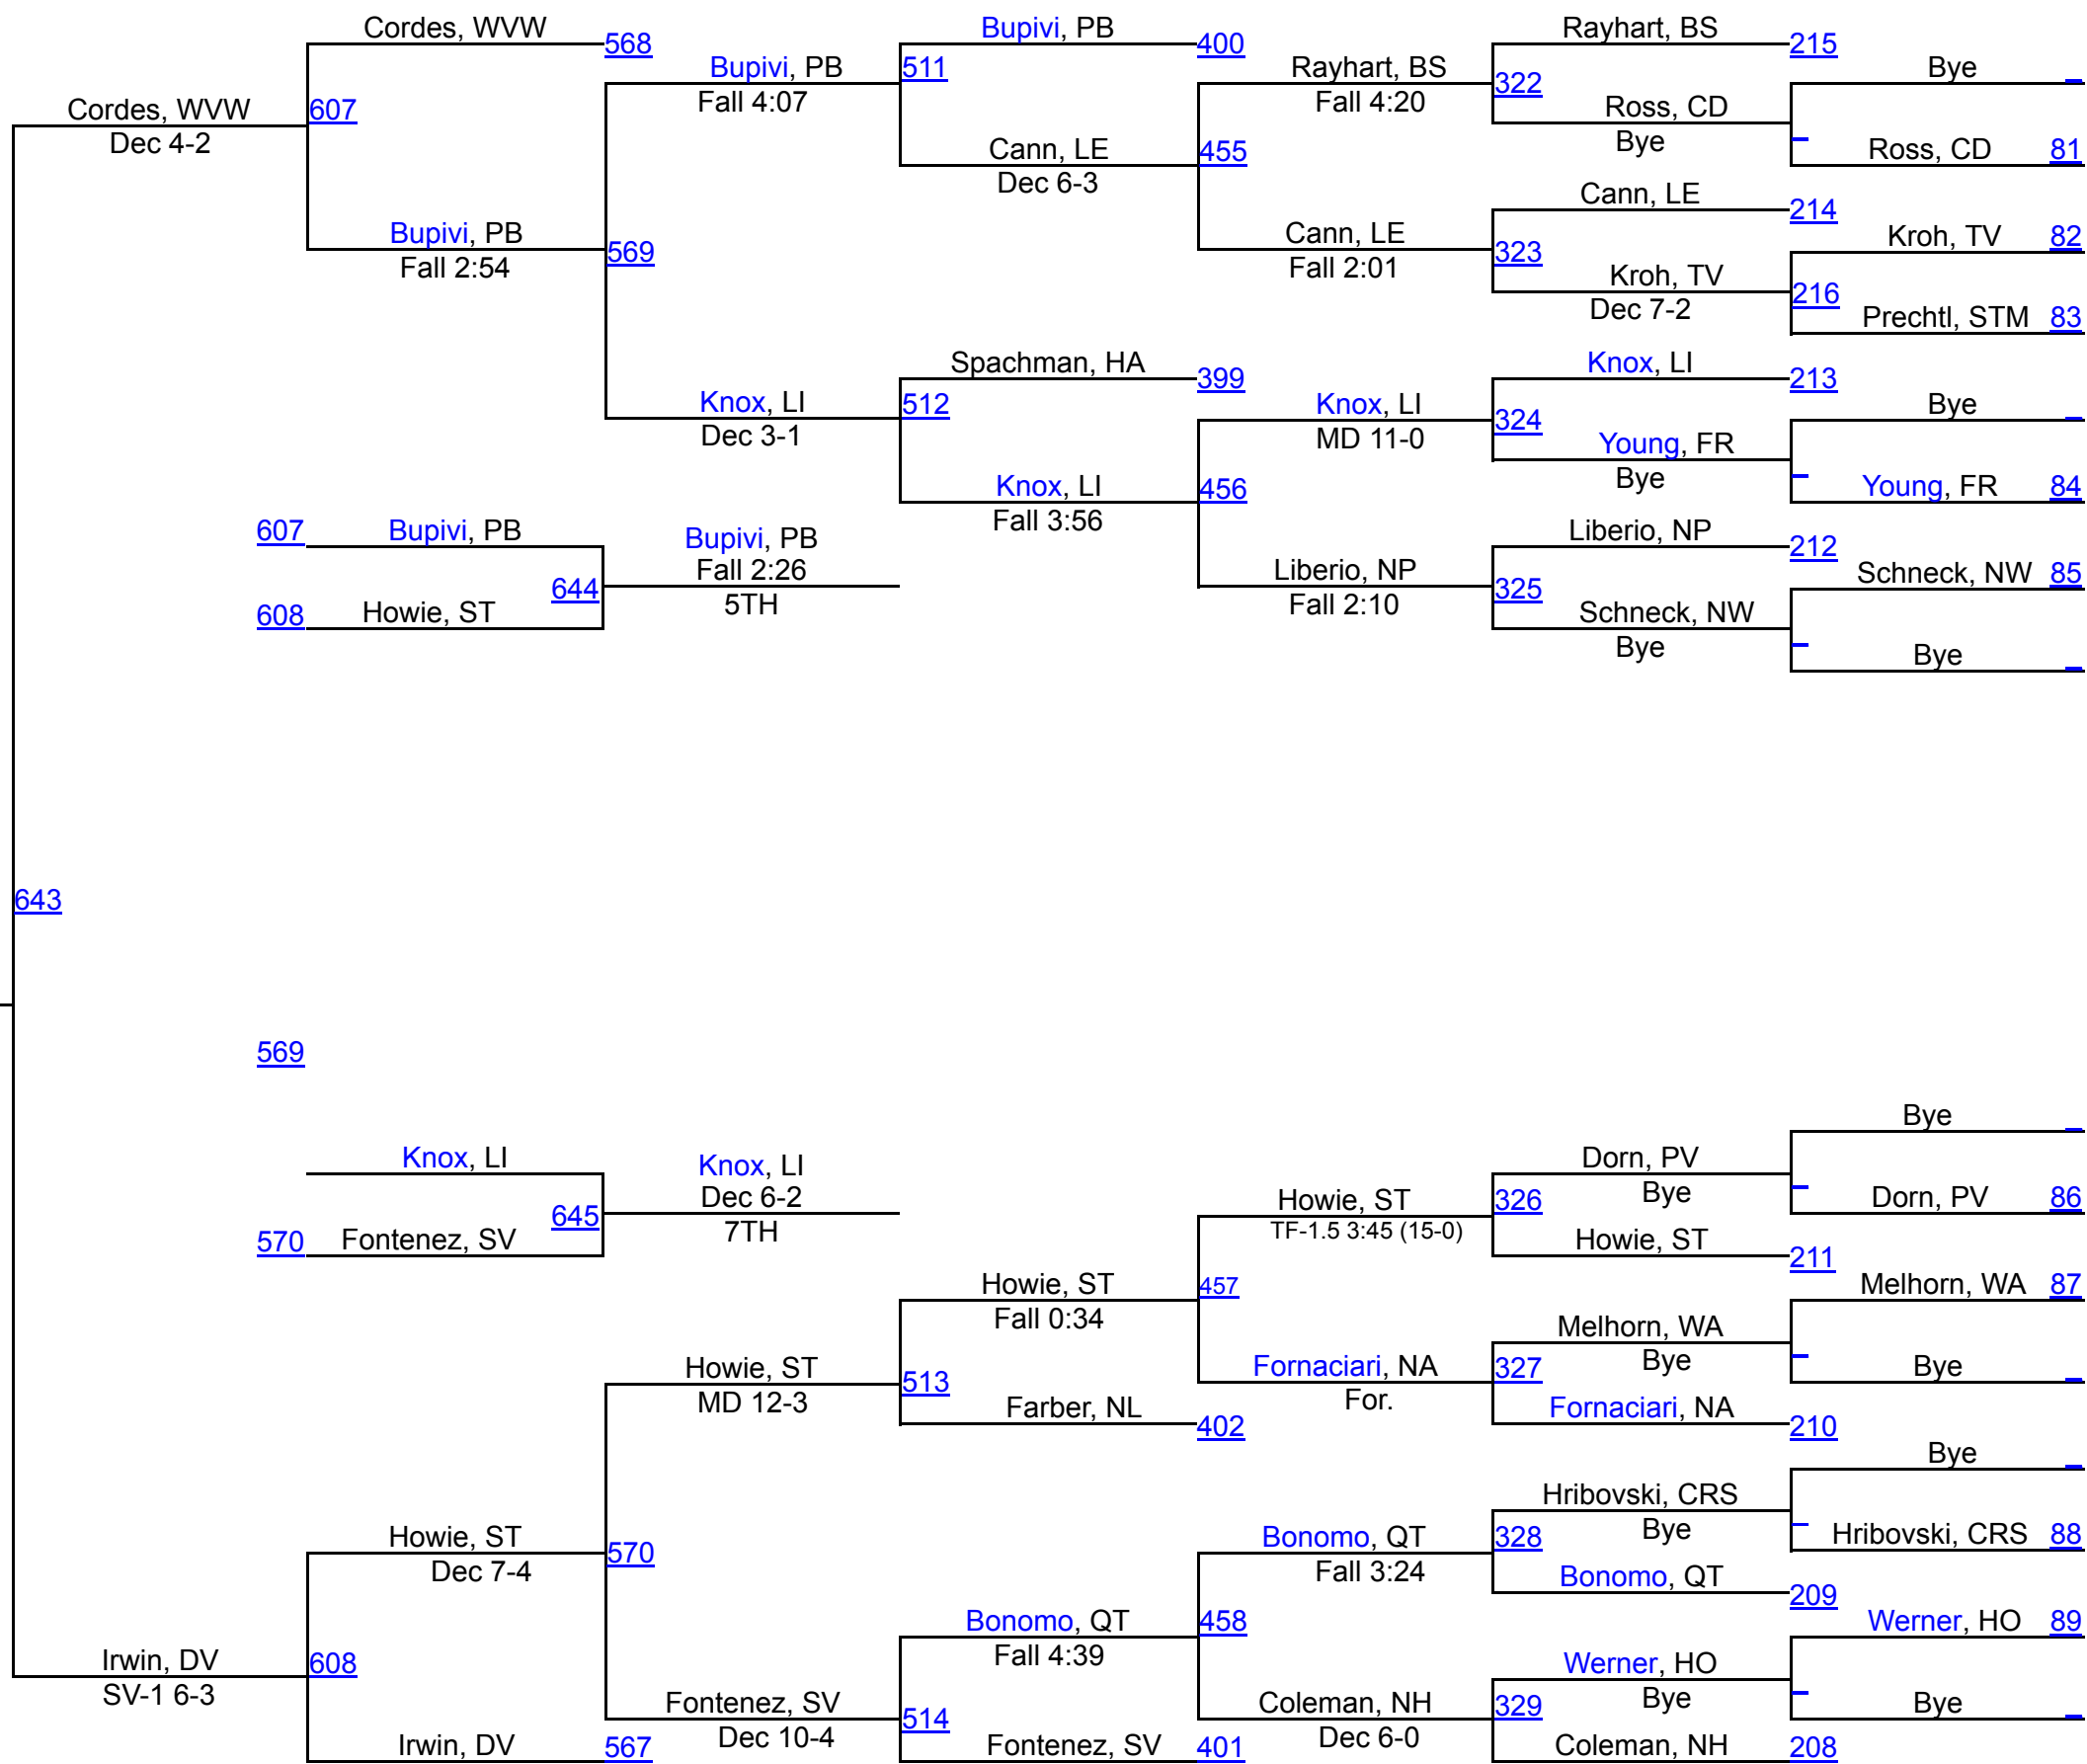 Cordes, WVW
568
Bupivi, PB
400
Rayhart, BS
215
Bupivi, PB
511
Rayhart, BS
322
Bye
Fall 4:07
Fall 4:20
Cordes, WVW
607
Ross, CD
Bye
Dec 4-2
Cann, LE
455
Ross, CD
81
Dec 6-3
Cann, LE
214
Bupivi, PB
569
Cann, LE
323
Kroh, TV
82
Fall 2:54
Fall 2:01
Kroh, TV
216
Dec 7-2
Prechtl, STM
83
Spachman, HA
399
Knox, LI
213
Knox, LI
512
Knox, LI
324
Bye
Dec 3-1
MD 11-0
Young, FR
Bye
Knox, LI
456
Young, FR
84
Fall 3:56
607
Bupivi, PB
Bupivi, PB
Liberio, NP
212
Fall 2:26
644
5TH
Liberio, NP
325
Schneck, NW
85
Fall 2:10
608
Howie, ST
Schneck, NW
Bye
Bye
643
569
Bye
Knox, LI
Knox, LI
Dorn, PV
Dec 6-2
Bye
645
7TH
Howie, ST
326
Dorn, PV
86
TF-1.5 3:45 (15-0)
570
Fontenez, SV
Howie, ST
211
Howie, ST
457
Melhorn, WA
87
Fall 0:34
Melhorn, WA
Bye
Howie, ST
513
Fornaciari, NA
327
Bye
MD 12-3
For.
Farber, NL
402
Fornaciari, NA
210
Bye
Hribovski, CRS
Bye
Howie, ST
570
Bonomo, QT
328
Hribovski, CRS
88
Dec 7-4
Fall 3:24
Bonomo, QT
209
Bonomo, QT
458
Werner, HO
89
Fall 4:39
Irwin, DV
608
Werner, HO
SV-1 6-3
Bye
Fontenez, SV
514
Coleman, NH
329
Bye
Dec 10-4
Dec 6-0
Irwin, DV
567
Fontenez, SV
401
Coleman, NH
208